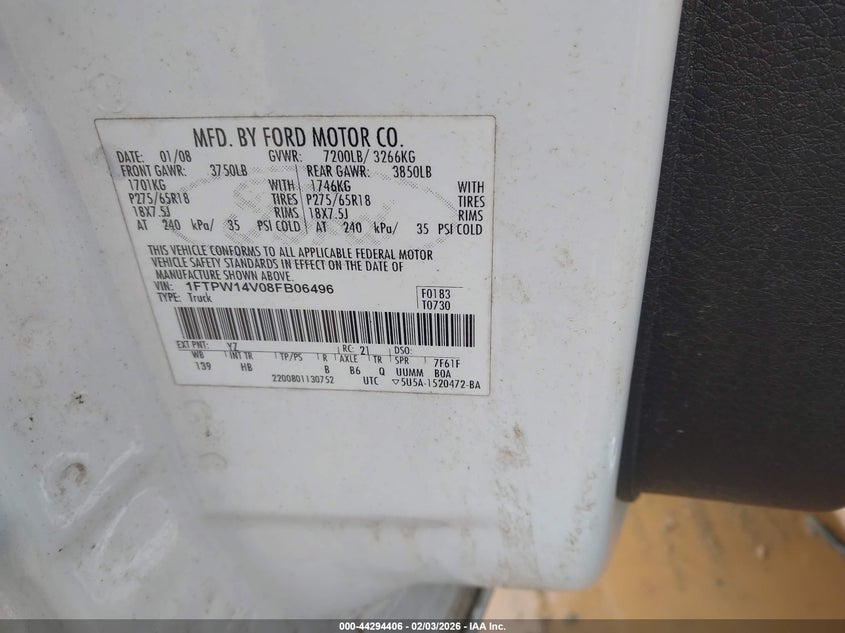 MFD. BY FORD MOTOR CO.
DATE: 01/08 GVWR: 7200LB/ 3266KG
FRONT GAWR: 3750LB REAR GAWR: 3850LB
1701KG WITH 1746KG WITH
P275/65R18 TIRES P275/65R18 TIRES
18X7.5J RIMS 18X7.5J RIMS
AT 240 kPa/ 35 PSI COLD AT 240 kPa/ 35 PSI COLD
THIS VEHICLE CONFORMS TO ALL APPLICABLE FEDERAL MOTOR
VEHICLE SAFETY STANDARDS IN EFFECT ON THE DATE OF
MANUFACTURE SHOWN ABOVE.
VIN: 1FTPW14V08FB06496 F0183
TYPE: Truck T0730
EXT PNT: YZ RC: 21 DSO:
WB INT TR TP/PS R AXLE TR SPR 7F61F
139 HB B B6 Q UUMM BOA
2200801130752 UTC ▽5U5A-1520472-BA
000-44294406 - 02/03/2026 - IAA Inc.